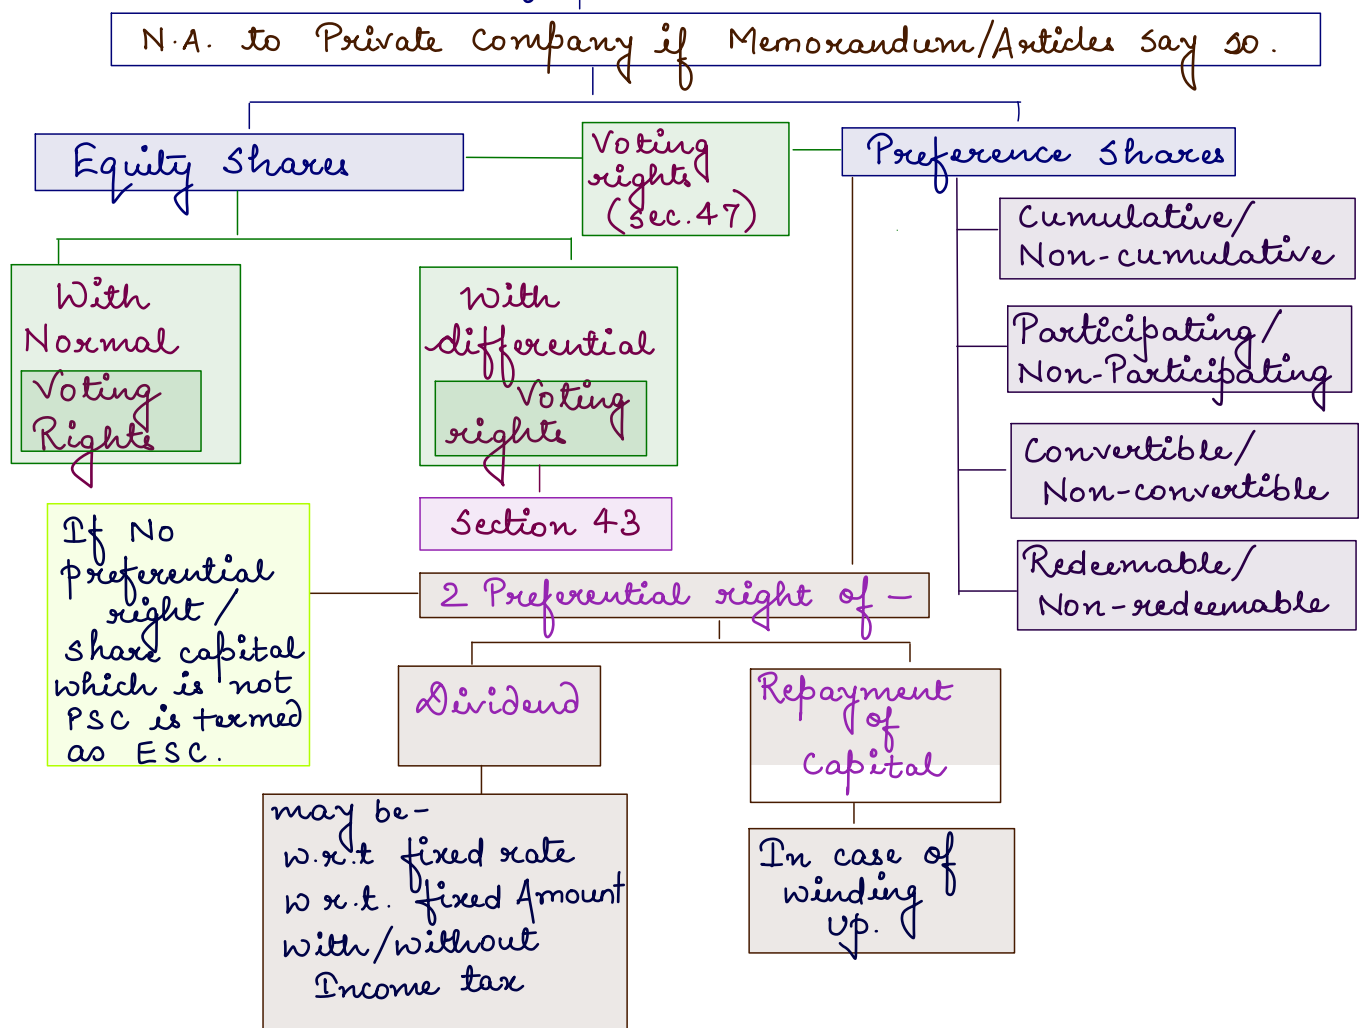 N.A. to Private Company if Memorandum/Articles say so.
Equity Shares
Voting
rights
(sec.47)
Preference Shares
Cumulative/
Non-cumulative
Participating/
Non-Participating
Convertible/
Non-convertible
Redeemable/
Non-redeemable
With
Normal
Voting
Rights
With
differential
Voting
rights
Section 43
If No
preferential
right/
share capital
which is not
PSC is termed
as ESC.
2 Preferential right of -
Dividend
Repayment
of
Capital
may be-
w.r.t fixed rate
w r.t. fixed Amount
with/without
Income tax
In case of
winding
up.